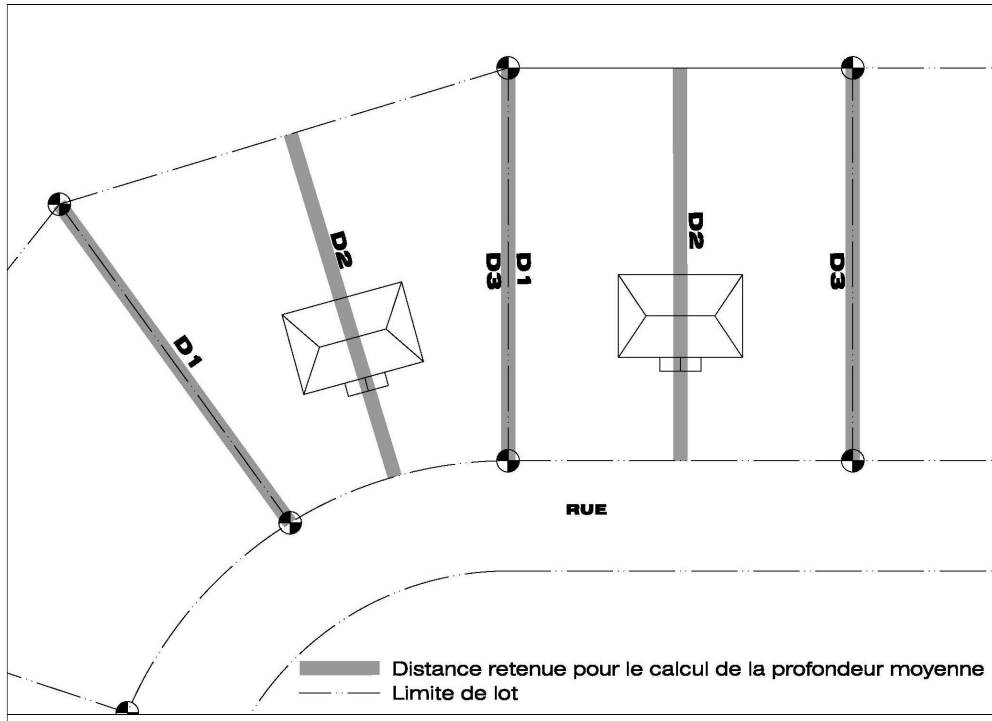 D1
D2
D3
D1
D2
D3
RUE
Distance retenue pour le calcul de la profondeur moyenne
Limite de lot